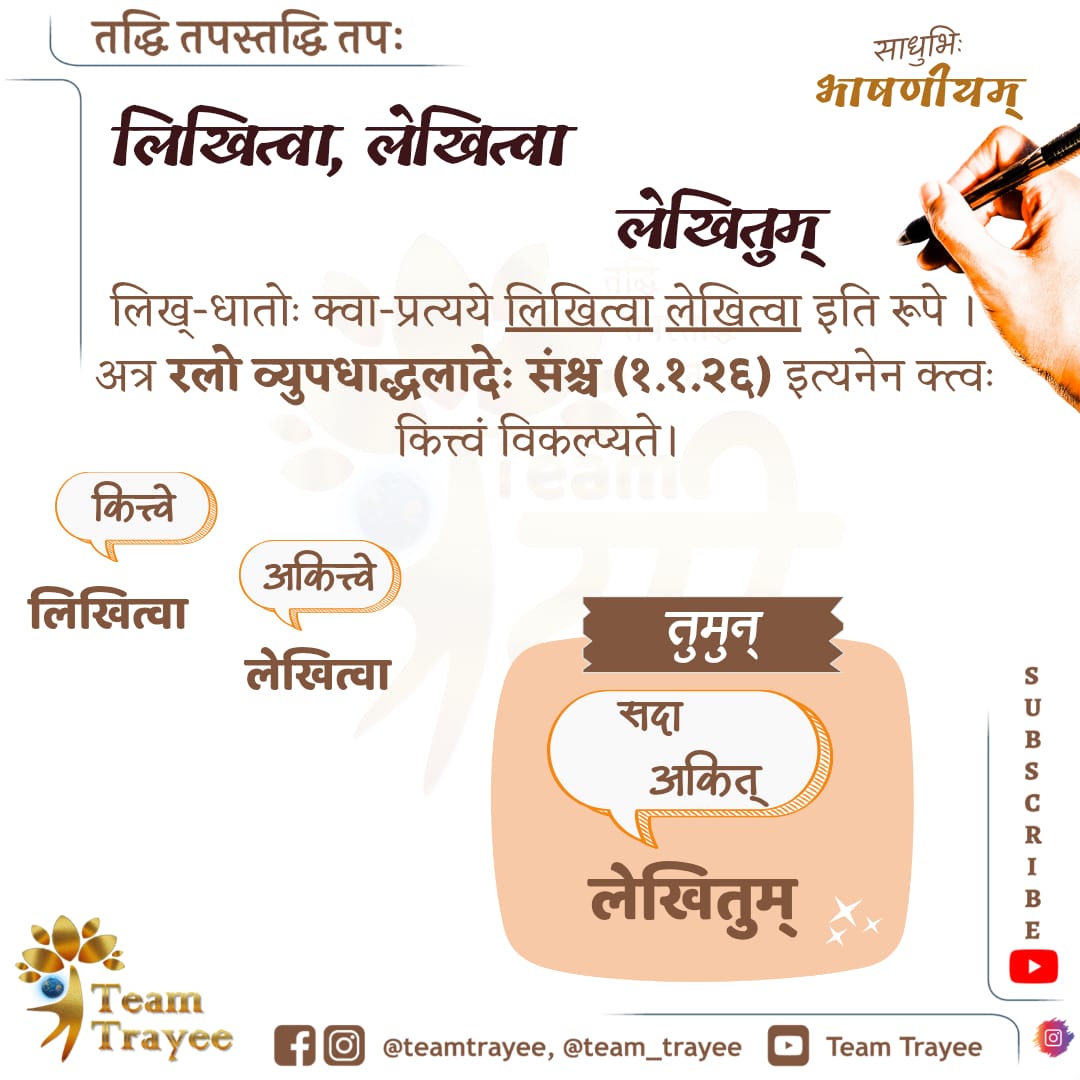 तद्धि तपस्तद्धि तपः
साधुभिः
भाषणीयम्
लिखित्वा, लेखित्वा
लेखितुम्
लिख्-धातोः क्वा-प्रत्यये लिखित्वा लेखित्वा इति रूपे ।
अत्र रलो व्युपधाद्धलादेः संश्च (१.१.२६) इत्यनेन क्त्वः
कित्त्वं विकल्प्यते।
कित्त्वे
लिखित्वा
अकित्त्वे
लेखित्वा
तुमुन्
सदा
अकित्
लेखितुम्
SUBSCRIBE
Team
Trayee
@teamtrayee, @team_trayee
Team Trayee